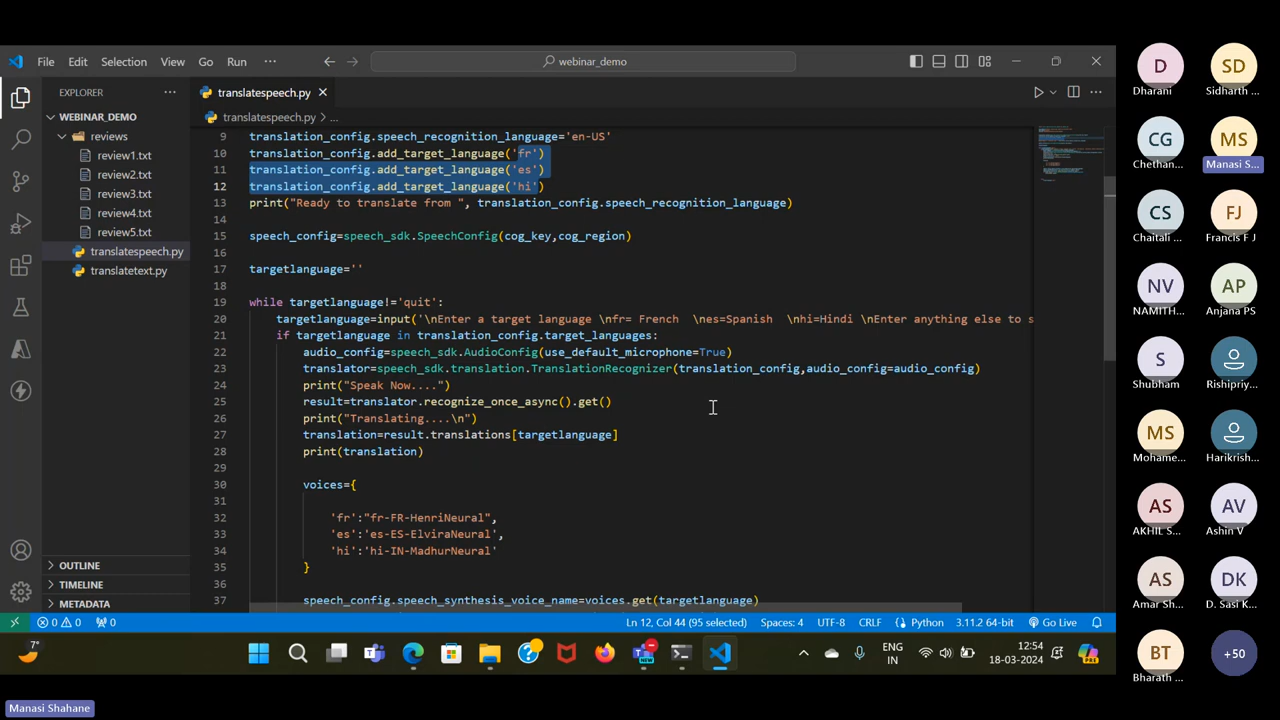 File Edit Selection View Go Run ... webinar_demo
EXPLORER
translatespeech.py
WEBINAR_DEMO
translatespeech.py > ...
reviews
review1.txt
review2.txt
review3.txt
review4.txt
review5.txt
translatespeech.py
translatetext.py
OUTLINE
TIMELINE
METADATA
9 translation_config.speech_recognition_language='en-US'
10 translation_config.add_target_language('fr')
11 translation_config.add_target_language('es')
12 translation_config.add_target_language('hi')
13 print("Ready to translate from ", translation_config.speech_recognition_language)
14
15 speech_config=speech_sdk.SpeechConfig(cog_key,cog_region)
16
17 targetlanguage=''
18
19 while targetlanguage!='quit':
20 targetlanguage=input('\nEnter a target language \nfr= French \nes=Spanish \nhi=Hindi \nEnter anything else to s
21 if targetlanguage in translation_config.target_languages:
22 audio_config=speech_sdk.AudioConfig(use_default_microphone=True)
23 translator=speech_sdk.translation.TranslationRecognizer(translation_config,audio_config=audio_config)
24 print("Speak Now....")
25 result=translator.recognize_once_async().get()
26 print("Translating....\n")
27 translation=result.translations[targetlanguage]
28 print(translation)
29
30 voices={
31
32 'fr':"fr-FR-HenriNeural",
33 'es':'es-ES-ElviraNeural',
34 'hi':'hi-IN-MadhurNeural'
35 }
36
37 speech_config.speech_synthesis_voice_name=voices.get(targetlanguage)
0 0 0 Ln 12, Col 44 (95 selected) Spaces: 4 UTF-8 CRLF Python 3.11.2 64-bit Go Live
7° NEW ENG IN 12:54 18-03-2024
Manasi Shahane
D Dharani
SD Sidharth ...
CG Chethan...
MS Manasi S...
CS Chaitali ...
FJ Francis F J
NV NAMITH...
AP Anjana PS
S Shubham
Rishipriy...
MS Mohame...
Harikrish...
AS AKHIL S...
AV Ashin V
AS Amar Sh...
DK D. Sasi K...
BT Bharath ...
+50